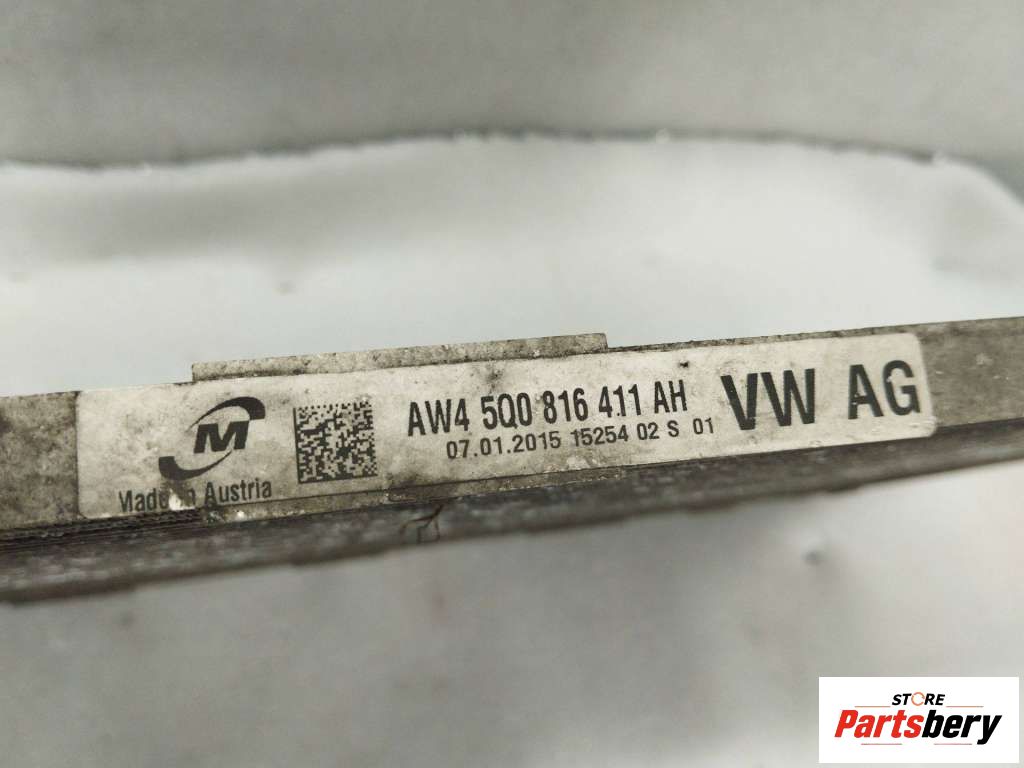 M
Made in Austria
AW4 5Q0 816 411 AH
07.01.2015 15254 02 S 01
VW AG
STORE
Partsbery